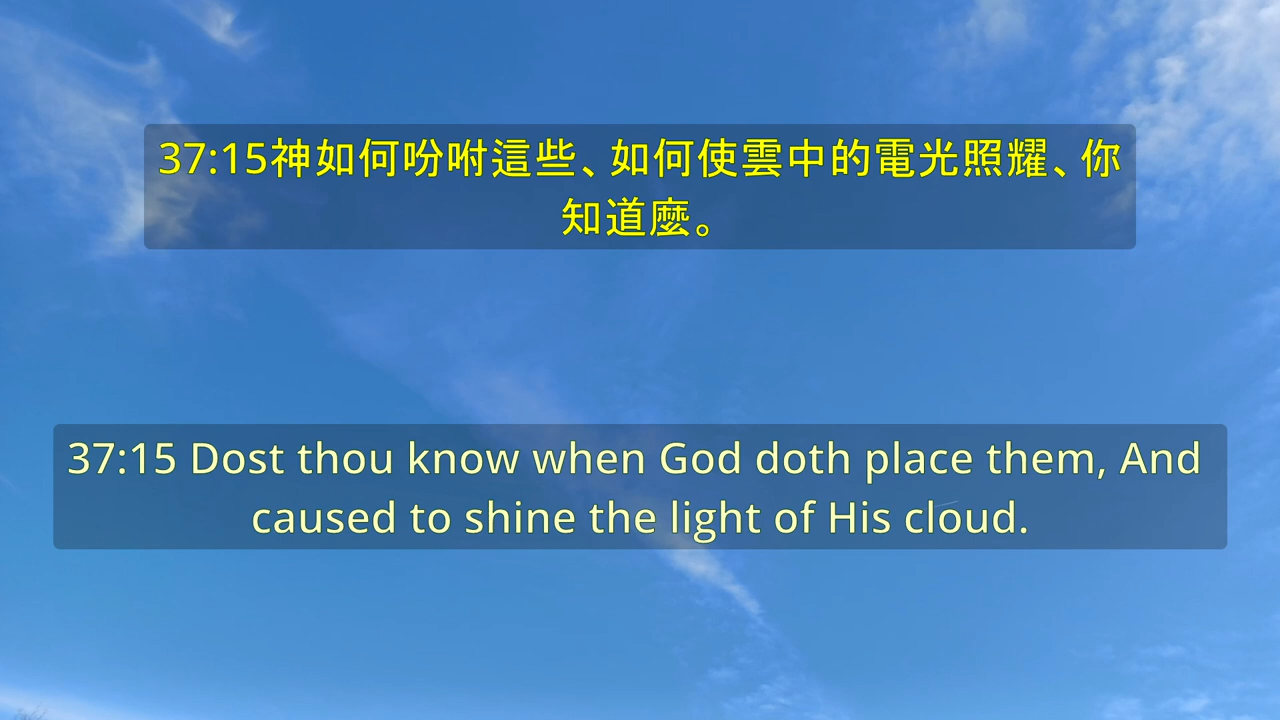 37:15神如何吩咐這些、如何使雲中的電光照耀、你
知道麼。
37:15 Dost thou know when God doth place them, And
caused to shine the light of His cloud.